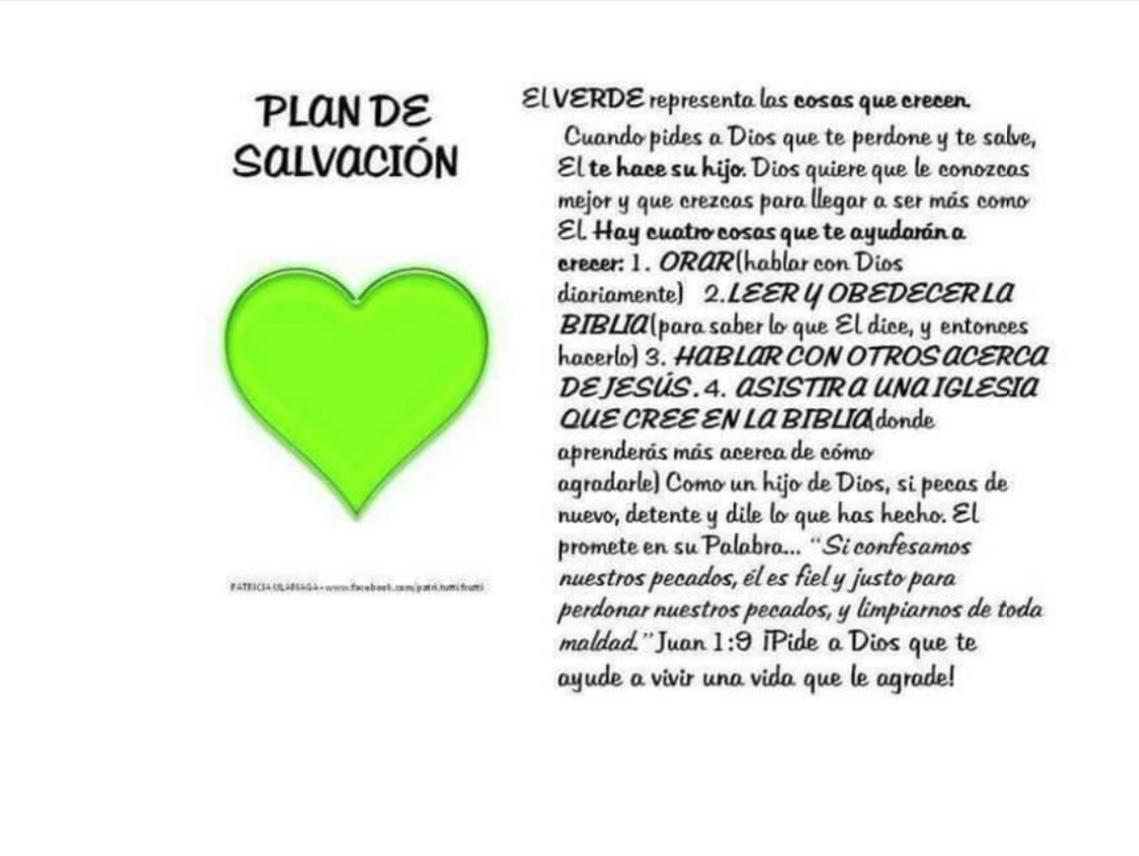 PLAN DE
SALVACIÓN
El VERDE representa las cosas que crecen.
Cuando pides a Dios que te perdone y te salve,
El te hace su hijo. Dios quiere que le conozcas
mejor y que crezcas para llegar a ser más como
El. Hay cuatro cosas que te ayudarán a
crecer: 1. ORAR(hablar con Dios
diariamente) 2.LEER Y OBEDECER LA
BIBLIA(para saber lo que El dice, y entonces
hacerlo) 3. HABLAR CON OTROS ACERCA
DE JESÚS. 4. ASISTIR A UNA IGLESIA
QUE CREE EN LA BIBLIA(donde
aprenderás más acerca de cómo
agradarle) Como un hijo de Dios, si pecas de
nuevo, detente y dile lo que has hecho. El
promete en su Palabra... “Si confesamos
nuestros pecados, él es fiel y justo para
perdonar nuestros pecados, y limpiarnos de toda
maldad.” Juan 1:9 ¡Pide a Dios que te
ayude a vivir una vida que le agrade!
PATRICIA - www.facebook.com/patri.tuttifrutti